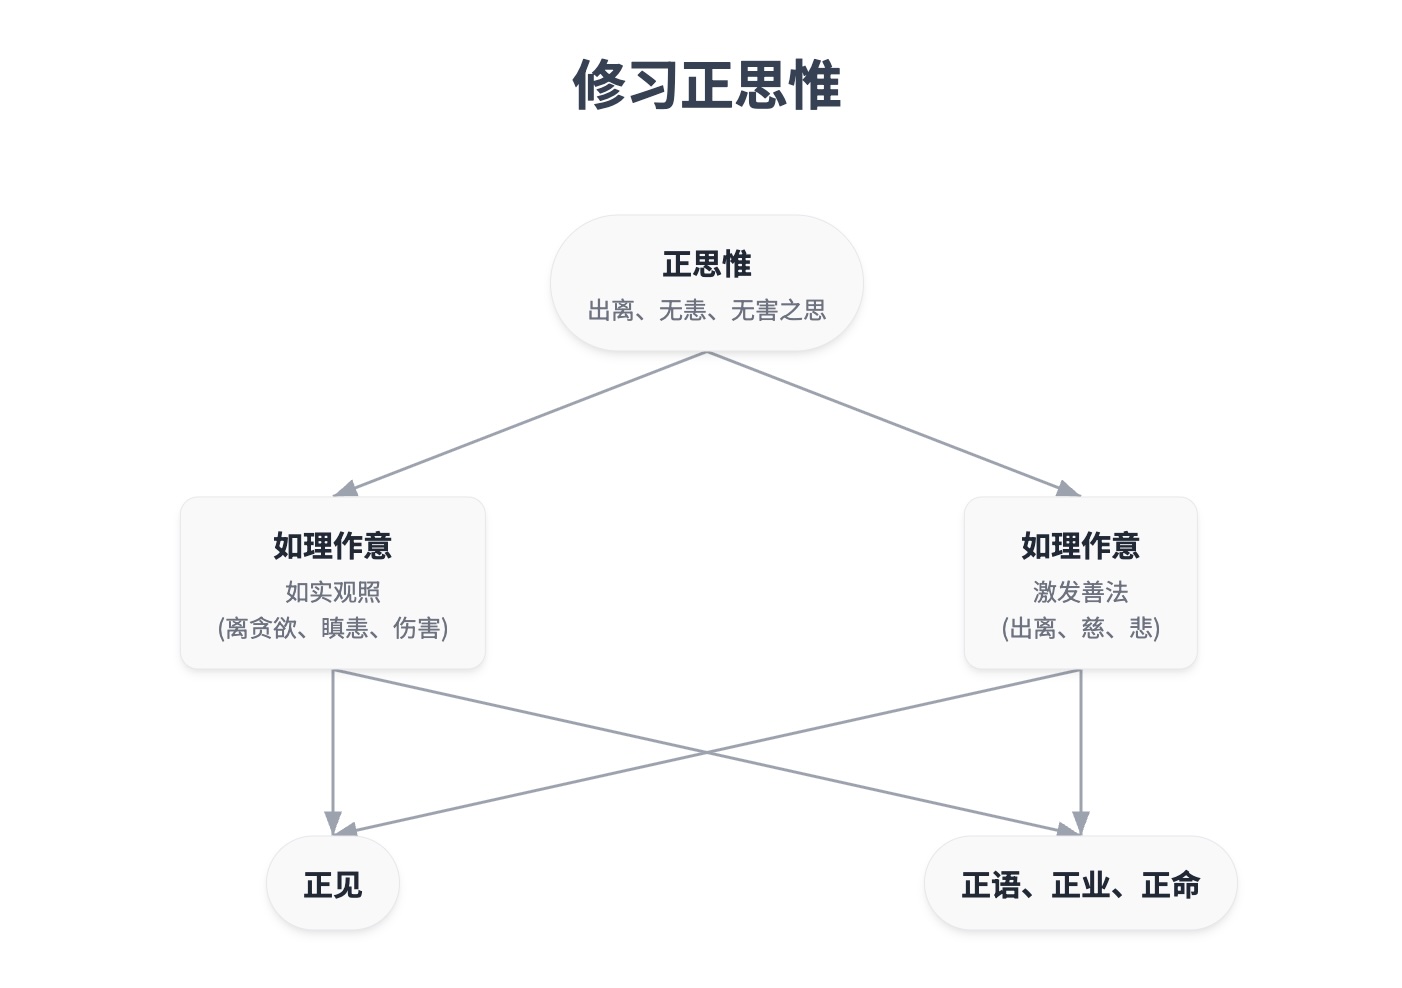 修习正思惟
正思惟
出离、无恚、无害之思
如理作意
如实观照
(离贪欲、瞋恚、伤害)
如理作意
激发善法
(出离、慈、悲)
正见
正语、正业、正命